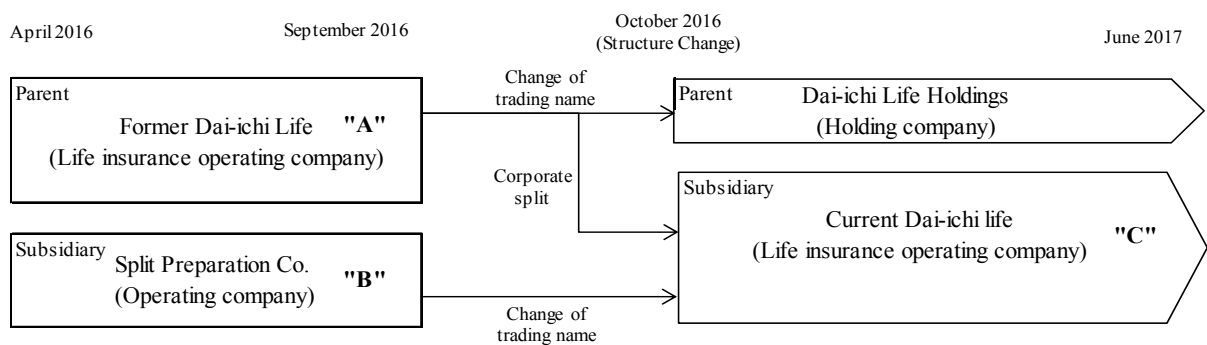 April 2016
September 2016
October 2016
(Structure Change)
June 2017
Parent
Former Dai-ichi Life "A"
(Life insurance operating company)
Change of
trading name
Parent
Dai-ichi Life Holdings
(Holding company)
Corporate
split
Subsidiary
Current Dai-ichi life
(Life insurance operating company)
"C"
Subsidiary
Split Preparation Co.
(Operating company)
"B"
Change of
trading name